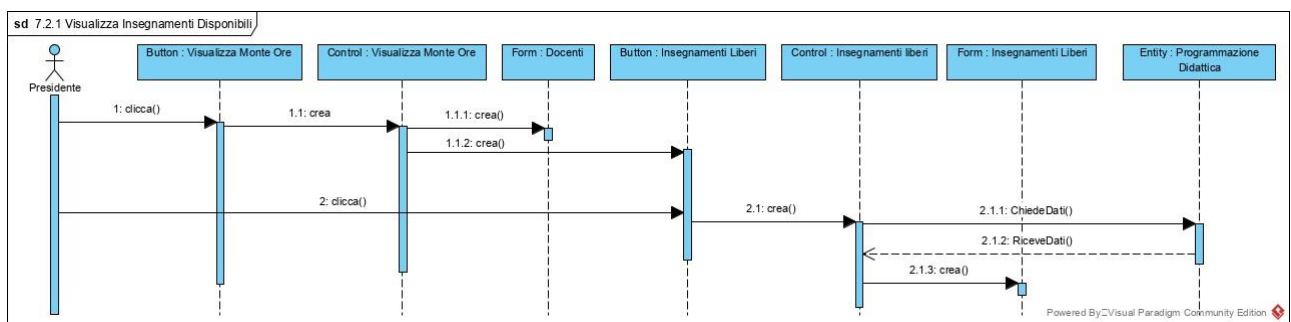 sd 7.2.1 Visualizza Insegnamenti Disponibili
Button : Visualizza Monte Ore
Control : Visualizza Monte Ore
Form : Docenti
Button : Insegnamenti Liberi
Control : Insegnamenti liberi
Form : Insegnamenti Liberi
Entity : Programmazione
Didattica
Presidente
1: clicca()
1.1: crea
1.1.1: crea()
1.1.2: crea()
2: clicca()
2.1: crea()
2.1.1: ChiedeDati()
2.1.2: RiceveDati()
2.1.3: crea()
Powered By Visual Paradigm Community Edition